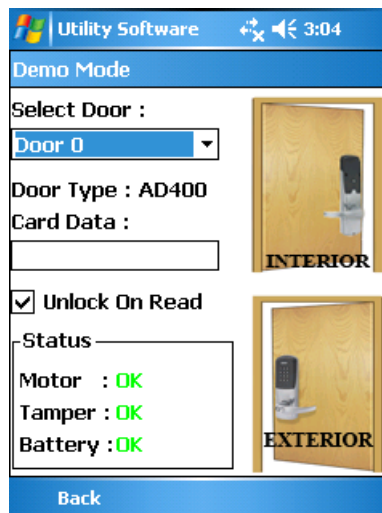 Utility Software 3:04
Demo Mode
Select Door :
Door 0
Door Type : AD400
Card Data :
INTERIOR
Unlock On Read
Status
Motor : OK
Tamper : OK
Battery : OK
EXTERIOR
Back